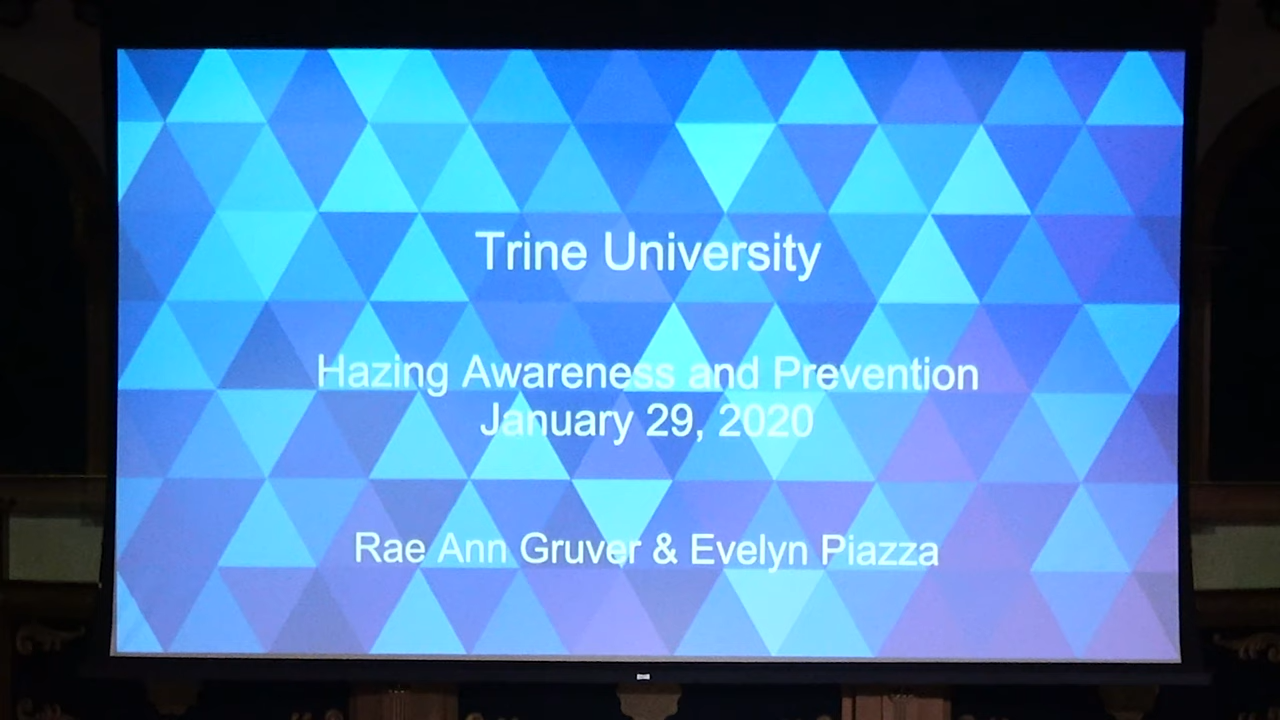 Trine University
Hazing Awareness and Prevention
January 29, 2020
Rae Ann Gruver & Evelyn Piazza